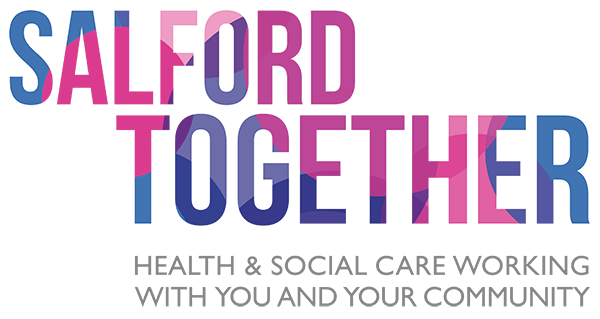 SALFORD
TOGETHER
HEALTH & SOCIAL CARE WORKING
WITH YOU AND YOUR COMMUNITY